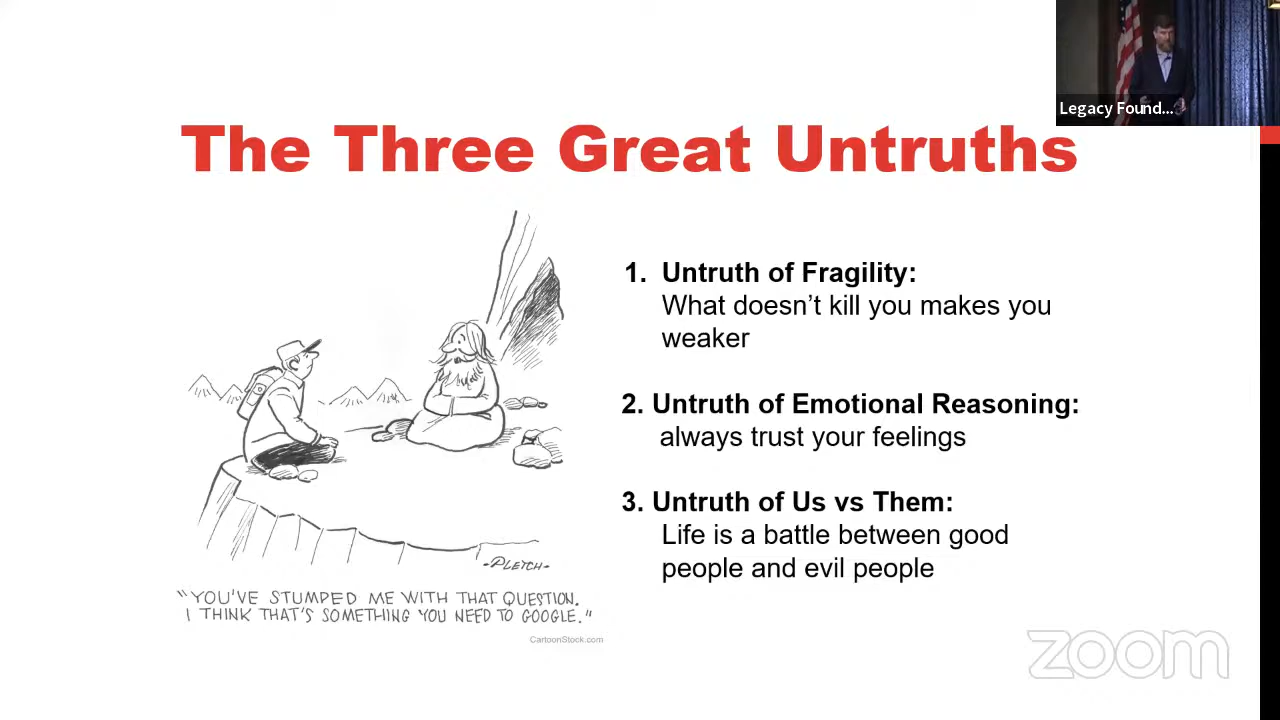 Legacy Found...
The Three Great Untruths
1. Untruth of Fragility:
What doesn't kill you makes you
weaker
2. Untruth of Emotional Reasoning:
always trust your feelings
3. Untruth of Us vs Them:
Life is a battle between good
people and evil people
-PLETCH-
"YOU'VE STUMPED ME WITH THAT QUESTION.
I THINK THAT'S SOMETHING YOU NEED TO GOOGLE."
CartoonStock.com
zoom